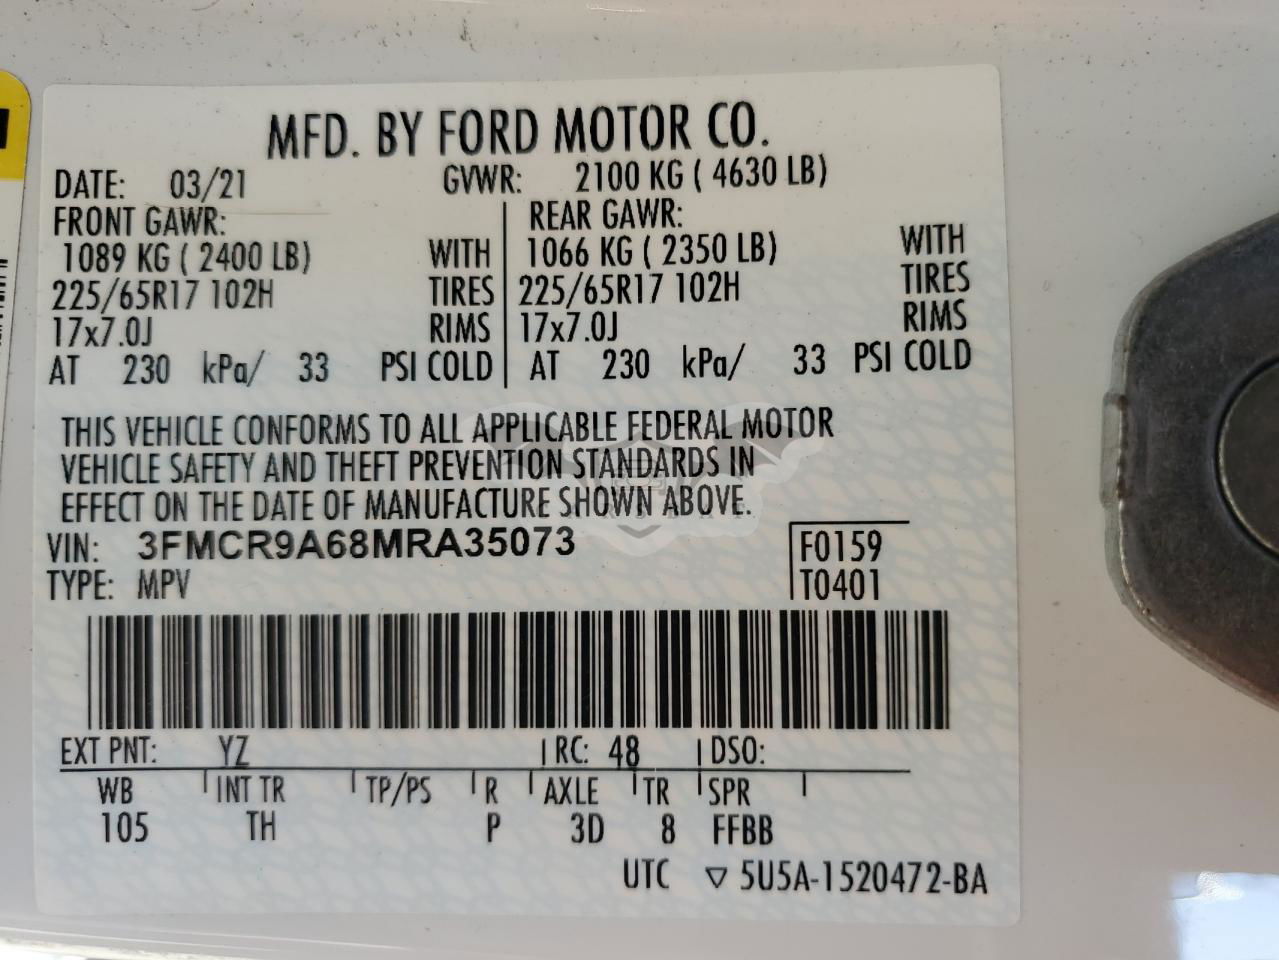 MFD. BY FORD MOTOR CO.
DATE: 03/21 GVWR: 2100 KG ( 4630 LB)
FRONT GAWR: REAR GAWR:
1089 KG ( 2400 LB) WITH 1066 KG ( 2350 LB) WITH
225/65R17 102H TIRES 225/65R17 102H TIRES
17x7.0J RIMS 17x7.0J RIMS
AT 230 kPa/ 33 PSI COLD AT 230 kPa/ 33 PSI COLD
THIS VEHICLE CONFORMS TO ALL APPLICABLE FEDERAL MOTOR
VEHICLE SAFETY AND THEFT PREVENTION STANDARDS IN
EFFECT ON THE DATE OF MANUFACTURE SHOWN ABOVE.
VIN: 3FMCR9A68MRA35073 F0159
TYPE: MPV T0401
EXT PNT: YZ RC: 48 DSO:
WB INT TR TP/PS R AXLE TR SPR
105 TH P 3D 8 FFBB
UTC ▽ 5U5A-1520472-BA